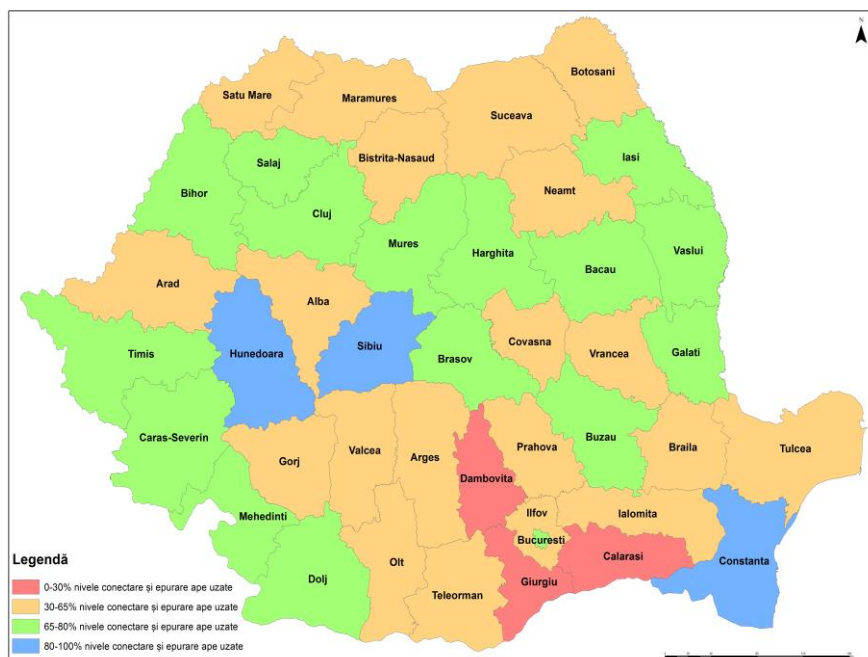 N
Botosani
Satu Mare
Maramures
Suceava
Bistrita-Nasaud
Salaj
Iasi
Neamt
Bihor
Cluj
Mures
Harghita
Vaslui
Bacau
Arad
Alba
Covasna
Timis
Hunedoara
Sibiu
Brasov
Vrancea
Galati
Caras-Severin
Buzau
Gorj
Valcea
Arges
Prahova
Braila
Tulcea
Dambovita
Ilfov
Ialomita
Mehedinti
Bucuresti
Calarasi
Constanta
Dolj
Olt
Giurgiu
Teleorman
Legendă
0-30% nivele conectare și epurare ape uzate
30-65% nivele conectare și epurare ape uzate
65-80% nivele conectare și epurare ape uzate
80-100% nivele conectare și epurare ape uzate